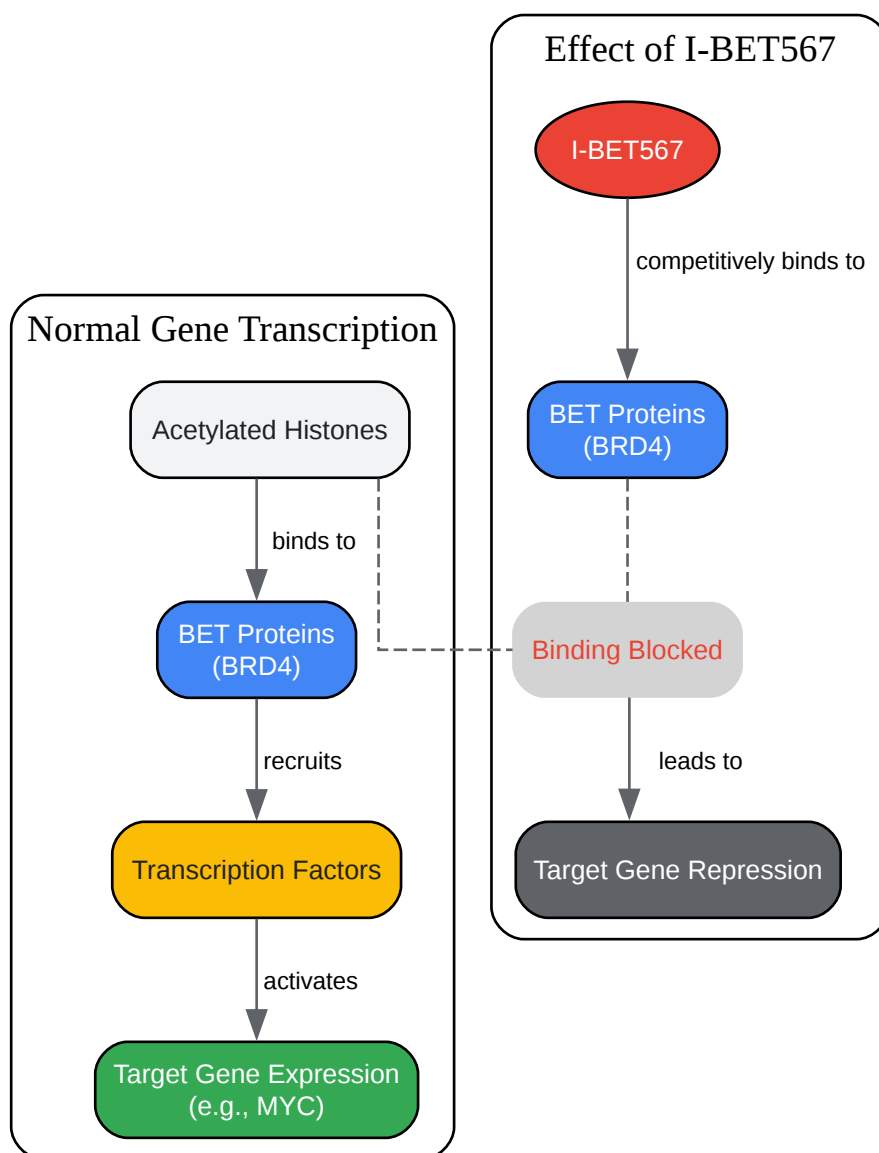 Effect of I-BET567
I-BET567
competitively binds to
BET Proteins
(BRD4)
Binding Blocked
leads to
Target Gene Repression
Normal Gene Transcription
Acetylated Histones
binds to
BET Proteins
(BRD4)
recruits
Transcription Factors
activates
Target Gene Expression
(e.g., MYC)